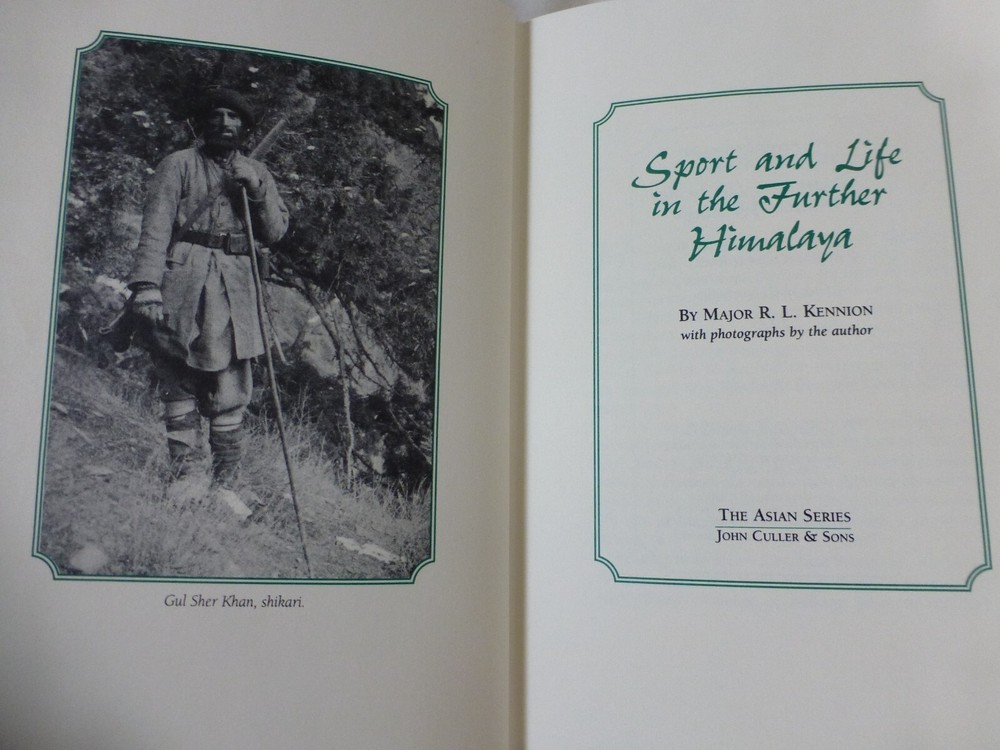 Gul Sher Khan, shikari.
Sport and Life
in the Further
Himalaya
By Major R. L. Kennion
with photographs by the author
The Asian Series
John Culler & Sons